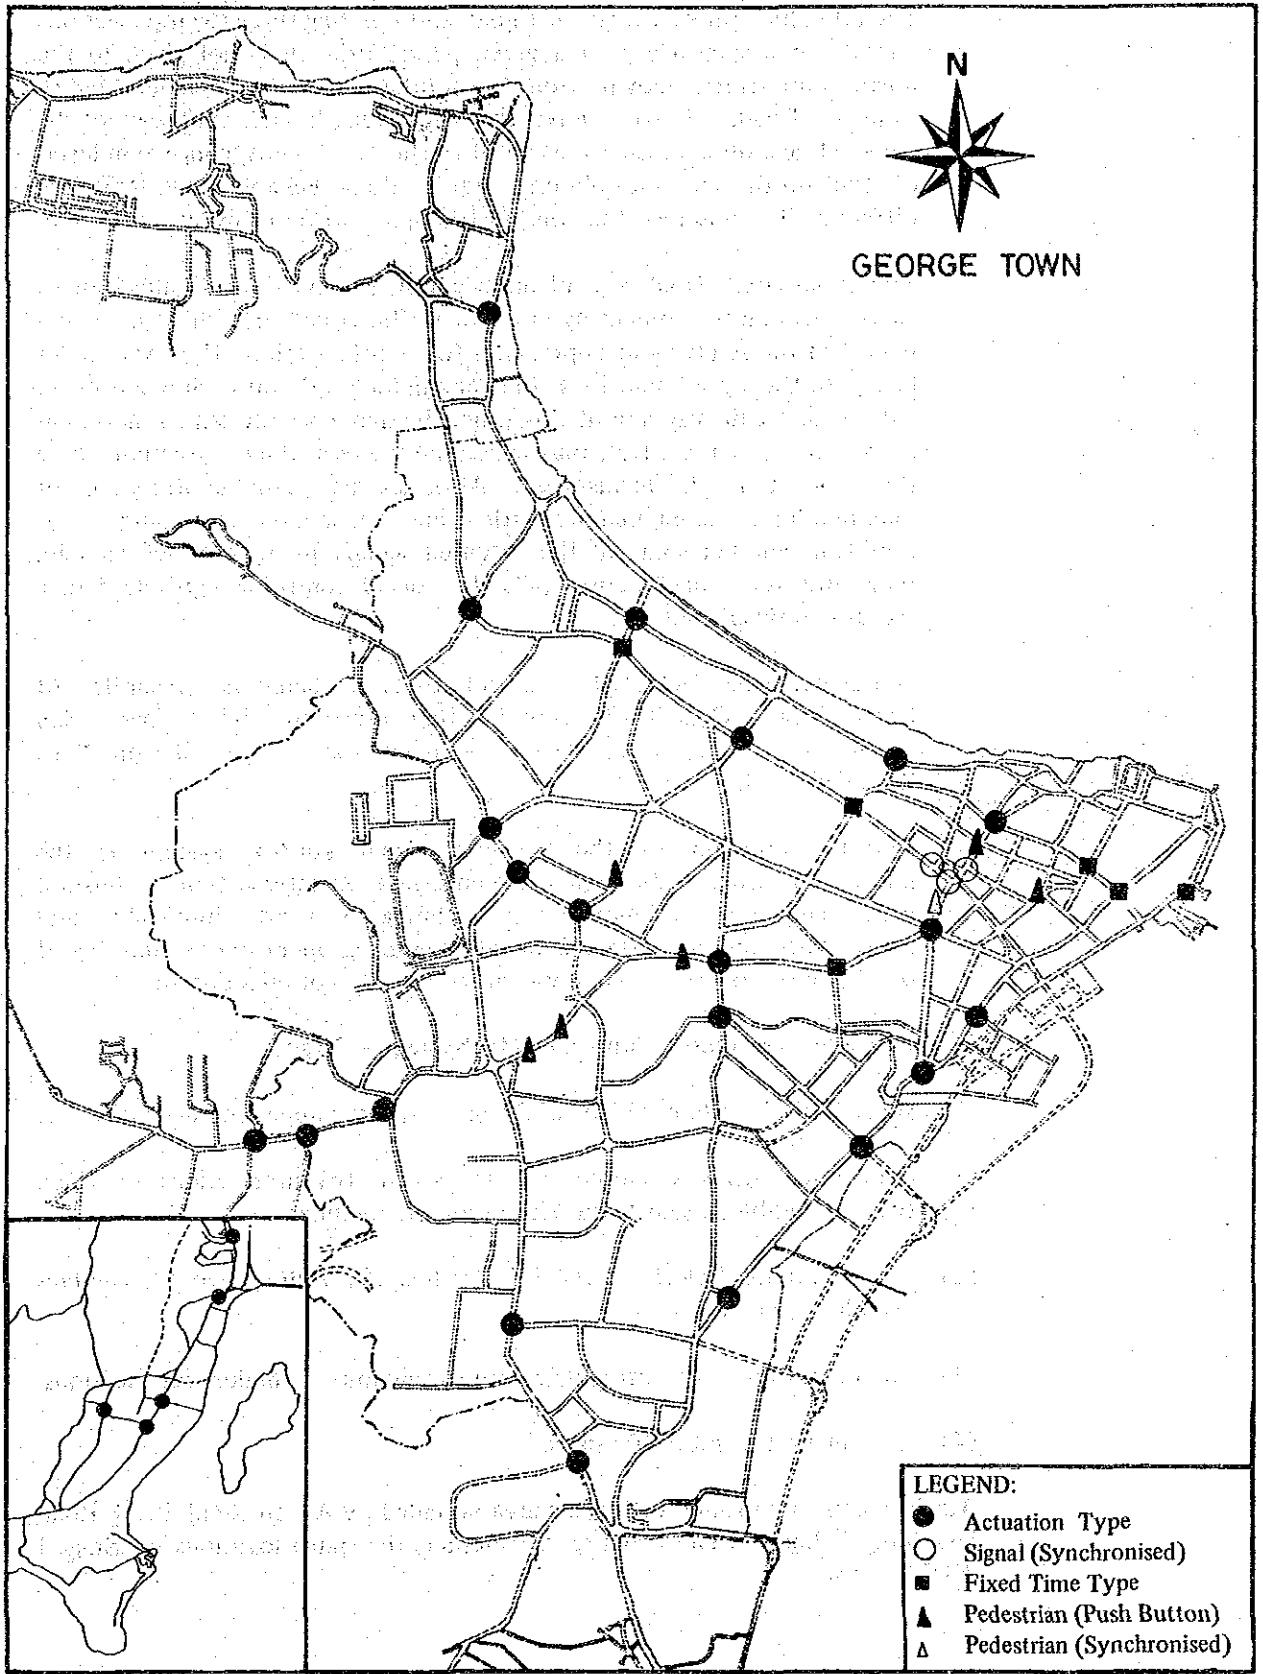 N
GEORGE TOWN
LEGEND:
Actuation Type
Signal (Synchronised)
Fixed Time Type
Pedestrian (Push Button)
Pedestrian (Synchronised)